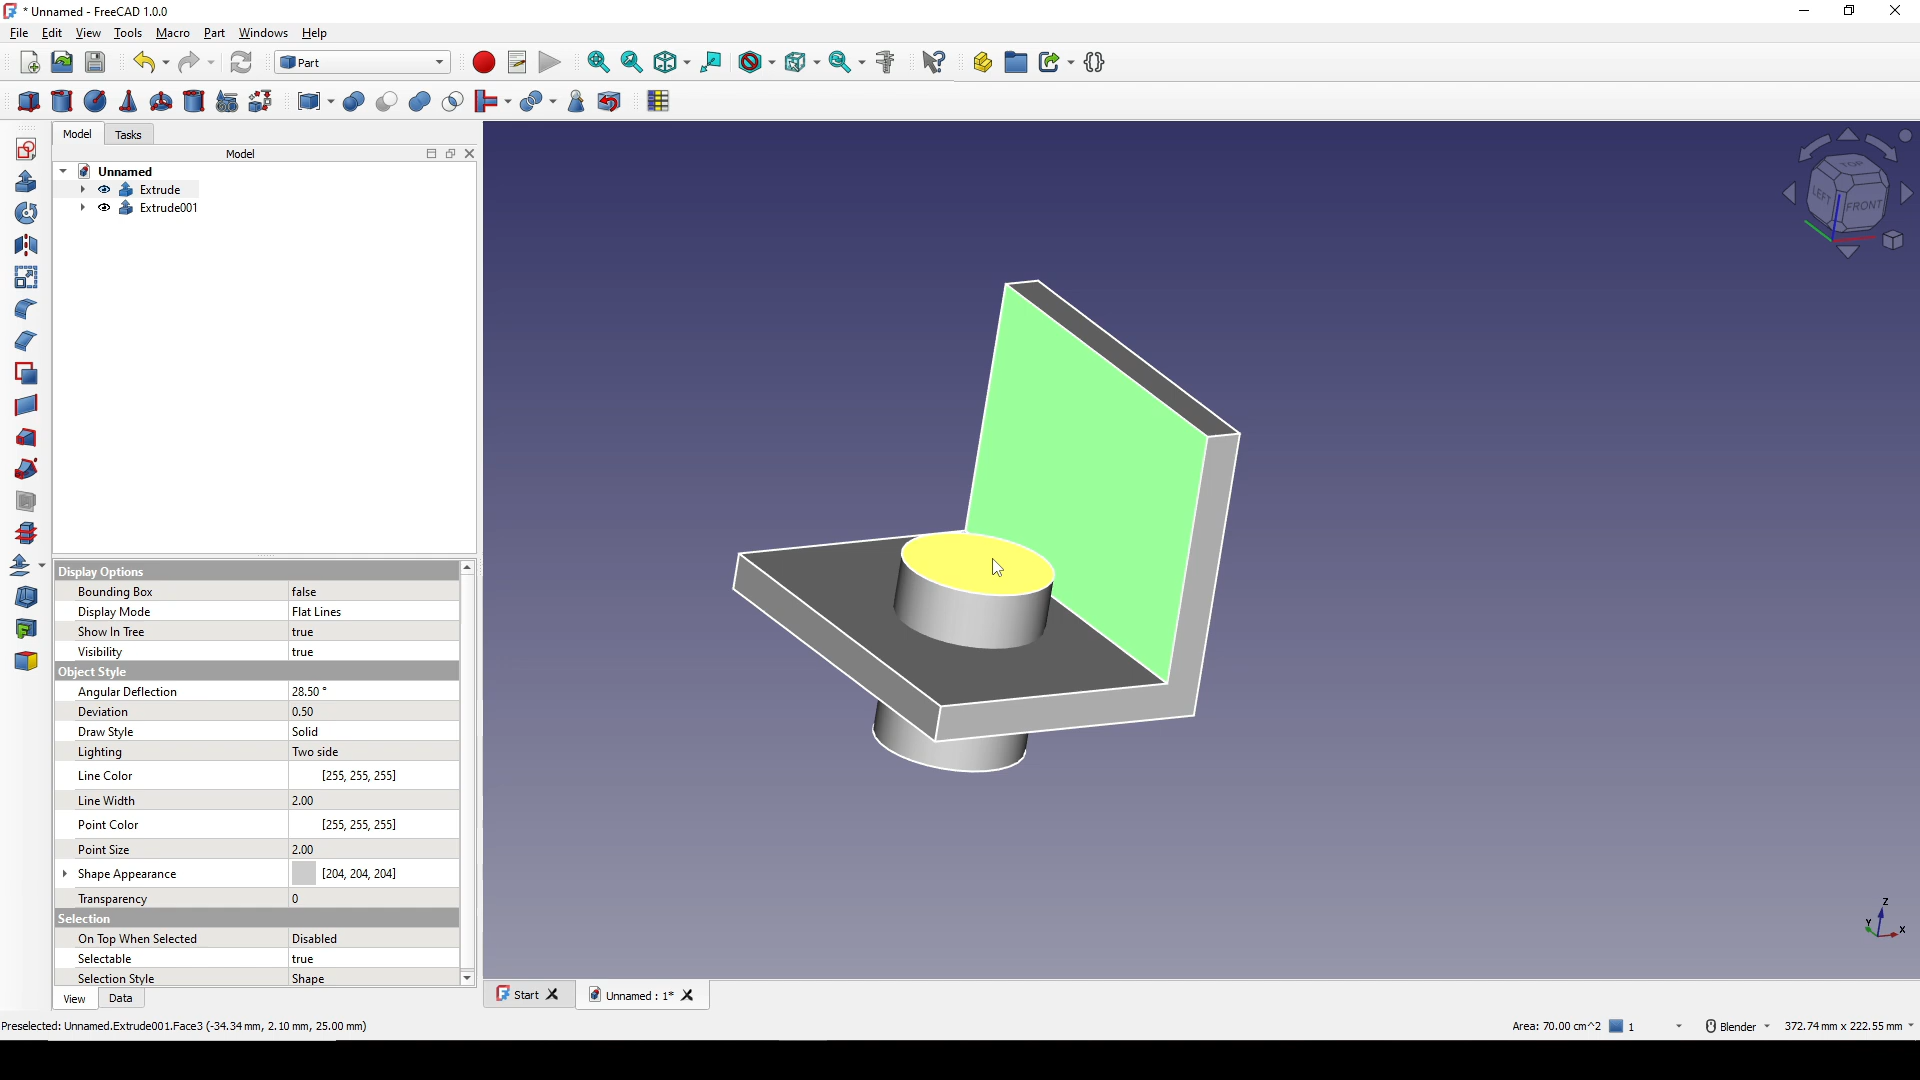 * Unnamed - FreeCAD 1.0.0
File Edit View Tools Macro Part Windows Help
Part
Model Tasks
Model
Unnamed
Extrude
Extrude001
TOP
LEFT FRONT
Display Options
Bounding Box false
Display Mode Flat Lines
Show In Tree true
Visibility true
Object Style
Angular Deflection 28.50 °
Deviation 0.50
Draw Style Solid
Lighting Two side
Line Color [255, 255, 255]
Line Width 2.00
Point Color [255, 255, 255]
Point Size 2.00
Shape Appearance [204, 204, 204]
Transparency 0
Selection
On Top When Selected Disabled
Selectable true
Selection Style Shape
Z
Y X
View Data
Start Unnamed : 1*
Preselected: Unnamed.Extrude001.Face3 (-34.34 mm, 2.10 mm, 25.00 mm) Area: 70.00 cm^2 1 Blender 372.74 mm x 222.55 mm